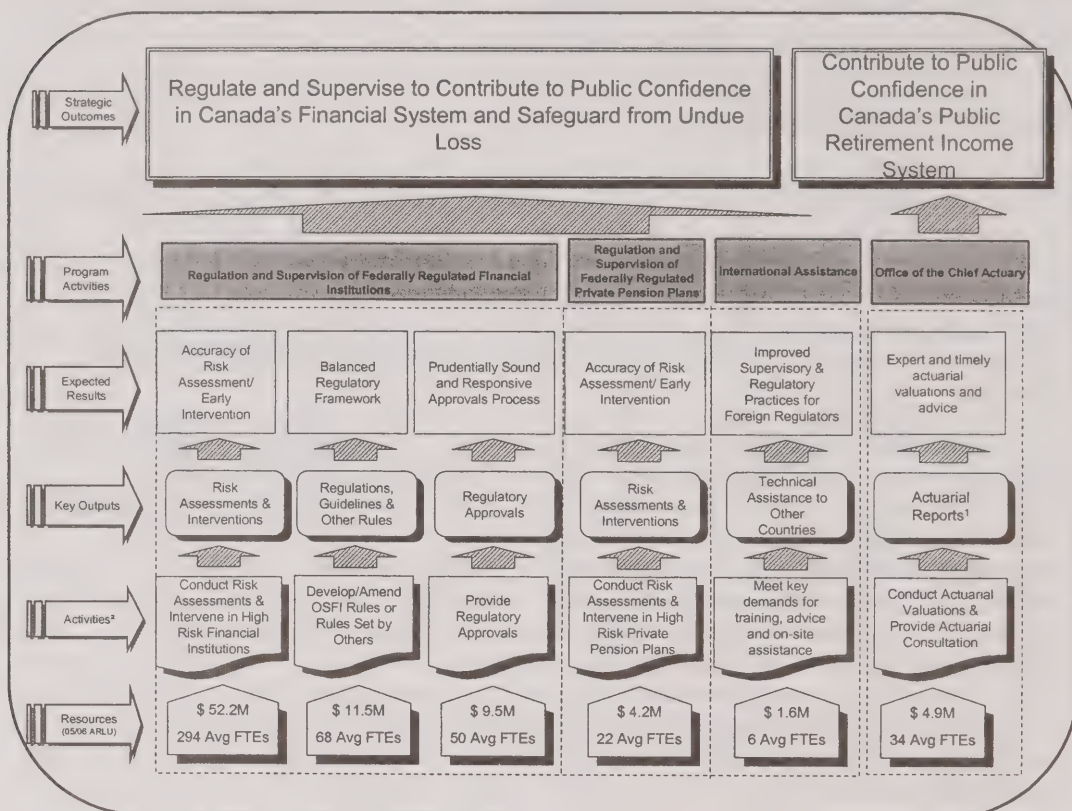 Strategic
Outcomes
Regulate and Supervise to Contribute to Public Confidence
in Canada's Financial System and Safeguard from Undue
Loss
Contribute to Public
Confidence in
Canada's Public
Retirement Income
System
Program
Activities
Regulation and Supervision of Federally Regulated Financial
Institutions
Regulation and
Supervision of
Federally Regulated
Private Pension Plans
International Assistance
Office of the Chief Actuary
Expected
Results
Accuracy of
Risk
Assessment/
Early
Intervention
Balanced
Regulatory
Framework
Prudentially Sound
and Responsive
Approvals Process
Accuracy of Risk
Assessment/ Early
Intervention
Improved
Supervisory &
Regulatory
Practices for
Foreign Regulators
Expert and timely
actuarial
valuations and
advice
Key Outputs
Risk
Assessments &
Interventions
Regulations,
Guidelines &
Other Rules
Regulatory
Approvals
Risk
Assessments &
Interventions
Technical
Assistance to
Other
Countries
Actuarial
Reports¹
Activities²
Conduct Risk
Assessments &
Intervene in High
Risk Financial
Institutions
Develop/Amend
OSFI Rules or
Rules Set by
Others
Provide
Regulatory
Approvals
Conduct Risk
Assessments &
Intervene in High
Risk Private
Pension Plans
Meet key
demands for
training, advice
and on-site
assistance
Conduct Actuarial
Valuations &
Provide Actuarial
Consultation
Resources
(05/06 ARLU)
$ 52.2M
294 Avg FTEs
$ 11.5M
68 Avg FTEs
$ 9.5M
50 Avg FTEs
$ 4.2M
22 Avg FTEs
$ 1.6M
6 Avg FTEs
$ 4.9M
34 Avg FTEs